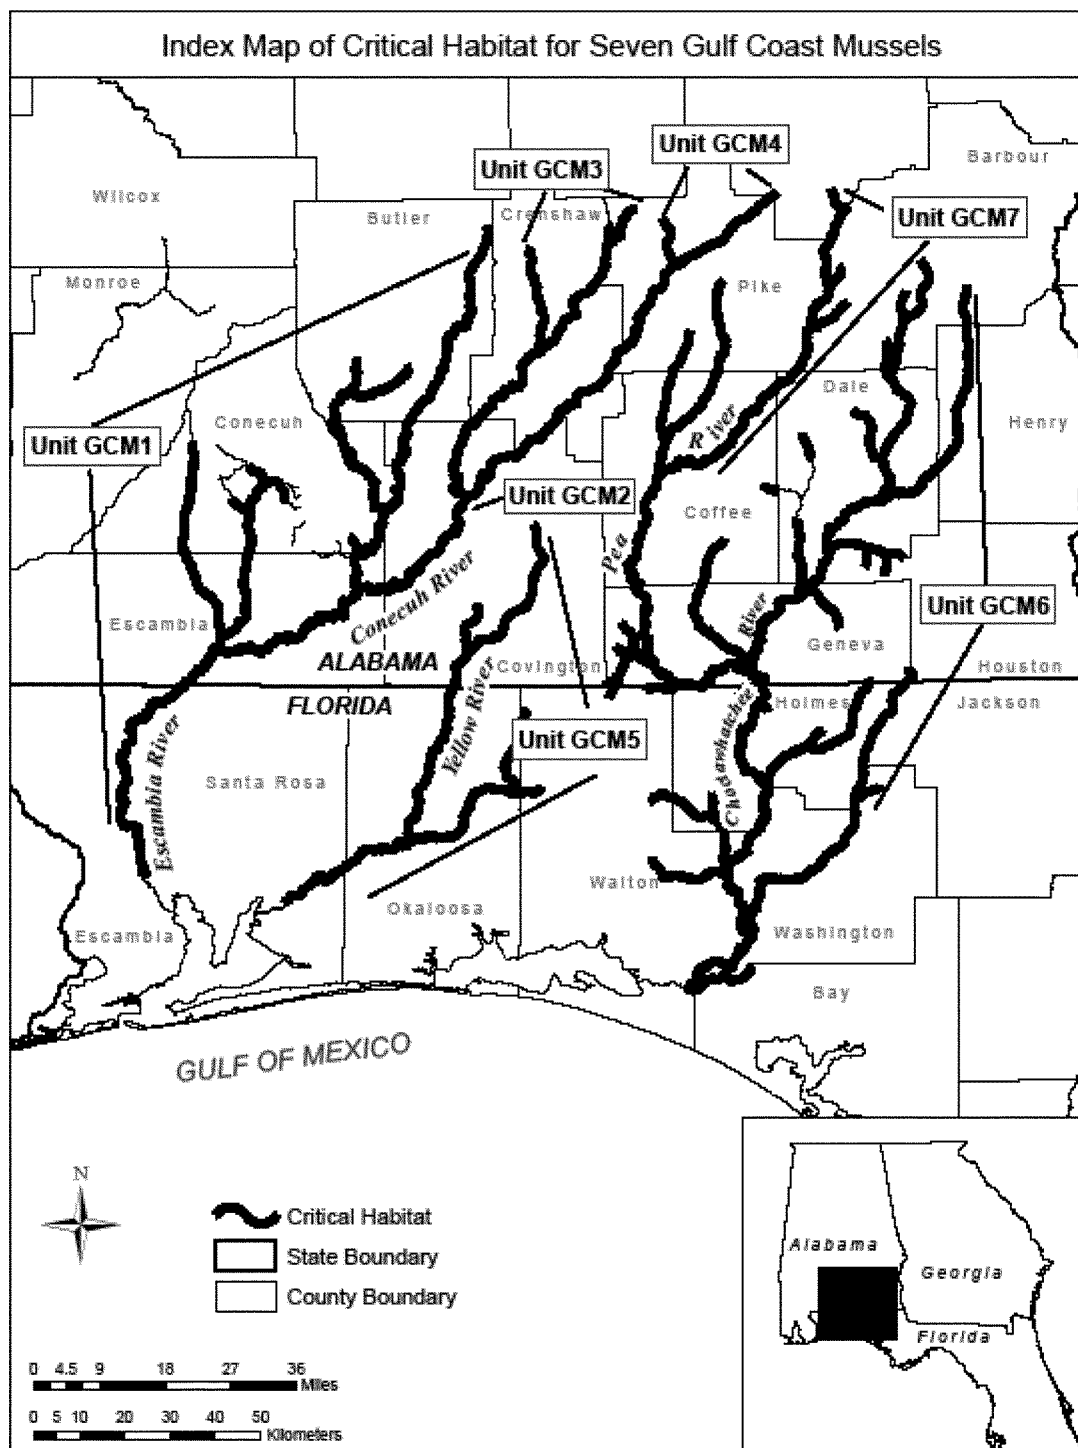 Index Map of Critical Habitat for Seven Gulf Coast Mussels
Unit GCM4
Barbour
Unit GCM3
Wilcox
Butler
Crenshaw
Unit GCM7
Monroe
Pike
Dale
Conecuh
River
Henry
Unit GCM1
Unit GCM2
Coffee
Pea
Conecuh River
River
Unit GCM6
Escambia
Geneva
ALABAMA
Covington
Houston
FLORIDA
Yellow River
Holmes
Jackson
Choctawhatchee
Unit GCM5
Escambia River
Santa Rosa
Walton
Okaloosa
Escambia
Washington
Bay
GULF OF MEXICO
N
Critical Habitat
State Boundary
County Boundary
Alabama
Georgia
Florida
0 4.5 9 18 27 36
Miles
0 5 10 20 30 40 50
Kilometers